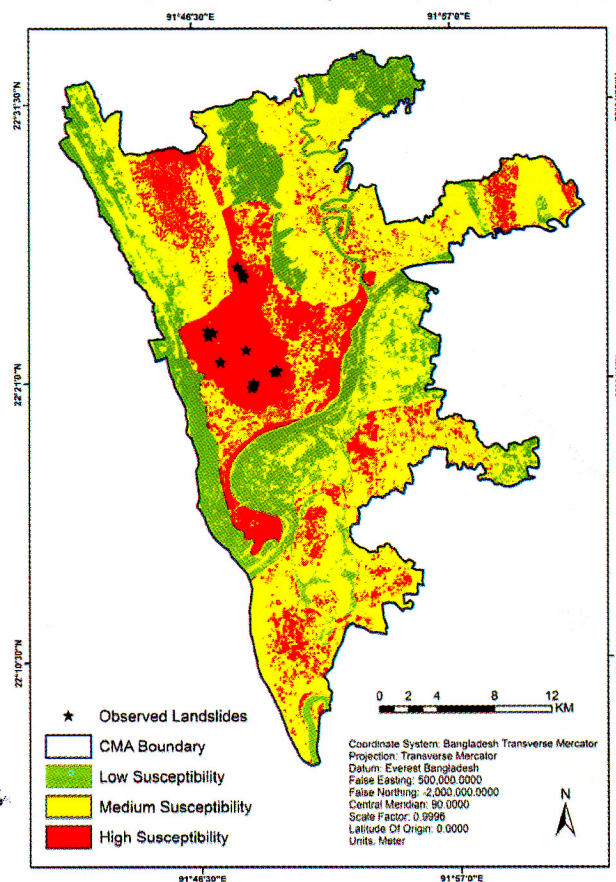 91°46'30"E 91°57'0"E
22°31'30"N
22°21'0"N
22°10'30"N
Observed Landslides
CMA Boundary
Low Susceptibility
Medium Susceptibility
High Susceptibility
0 2 4 8 12
KM
Coordinate System: Bangladesh Transverse Mercator
Projection: Transverse Mercator
Datum: Everest Bangladesh
False Easting: 500,000.0000
False Northing: -2,000,000.0000
Central Meridian: 90.0000
Scale Factor: 0.9996
Latitude Of Origin: 0.0000
Units: Meter
N
91°46'30"E 91°57'0"E